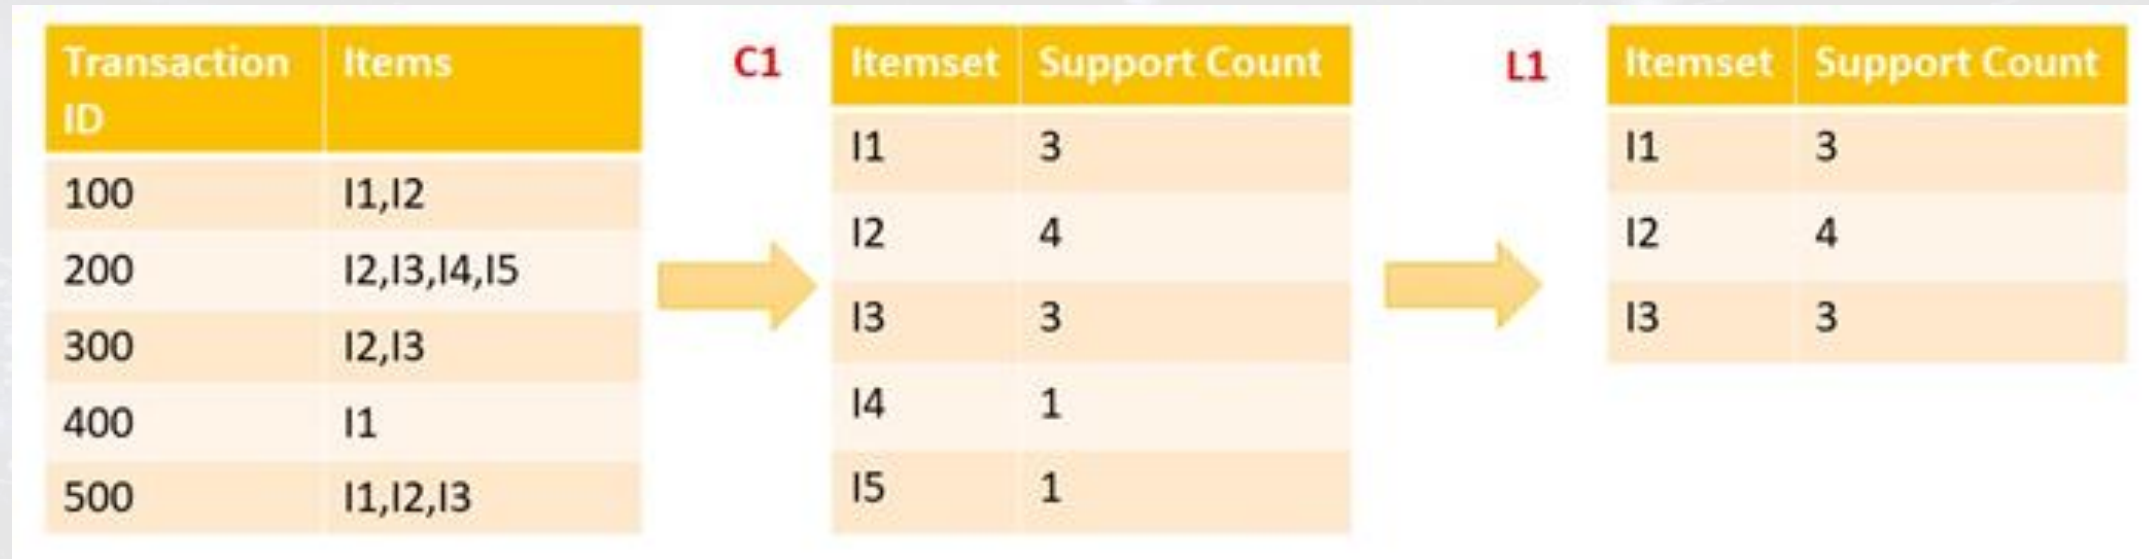 Transaction ID Items
100 I1,I2
200 I2,I3,I4,I5
300 I2,I3
400 I1
500 I1,I2,I3
C1
Itemset Support Count
I1 3
I2 4
I3 3
I4 1
I5 1
L1
Itemset Support Count
I1 3
I2 4
I3 3